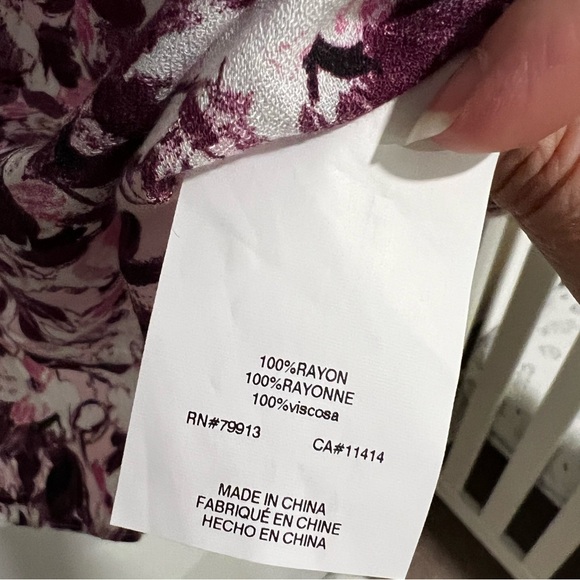 100%RAYON
100%RAYONNE
100%viscosa
RN#79913 CA#11414
MADE IN CHINA
FABRIQUÉ EN CHINE
HECHO EN CHINA